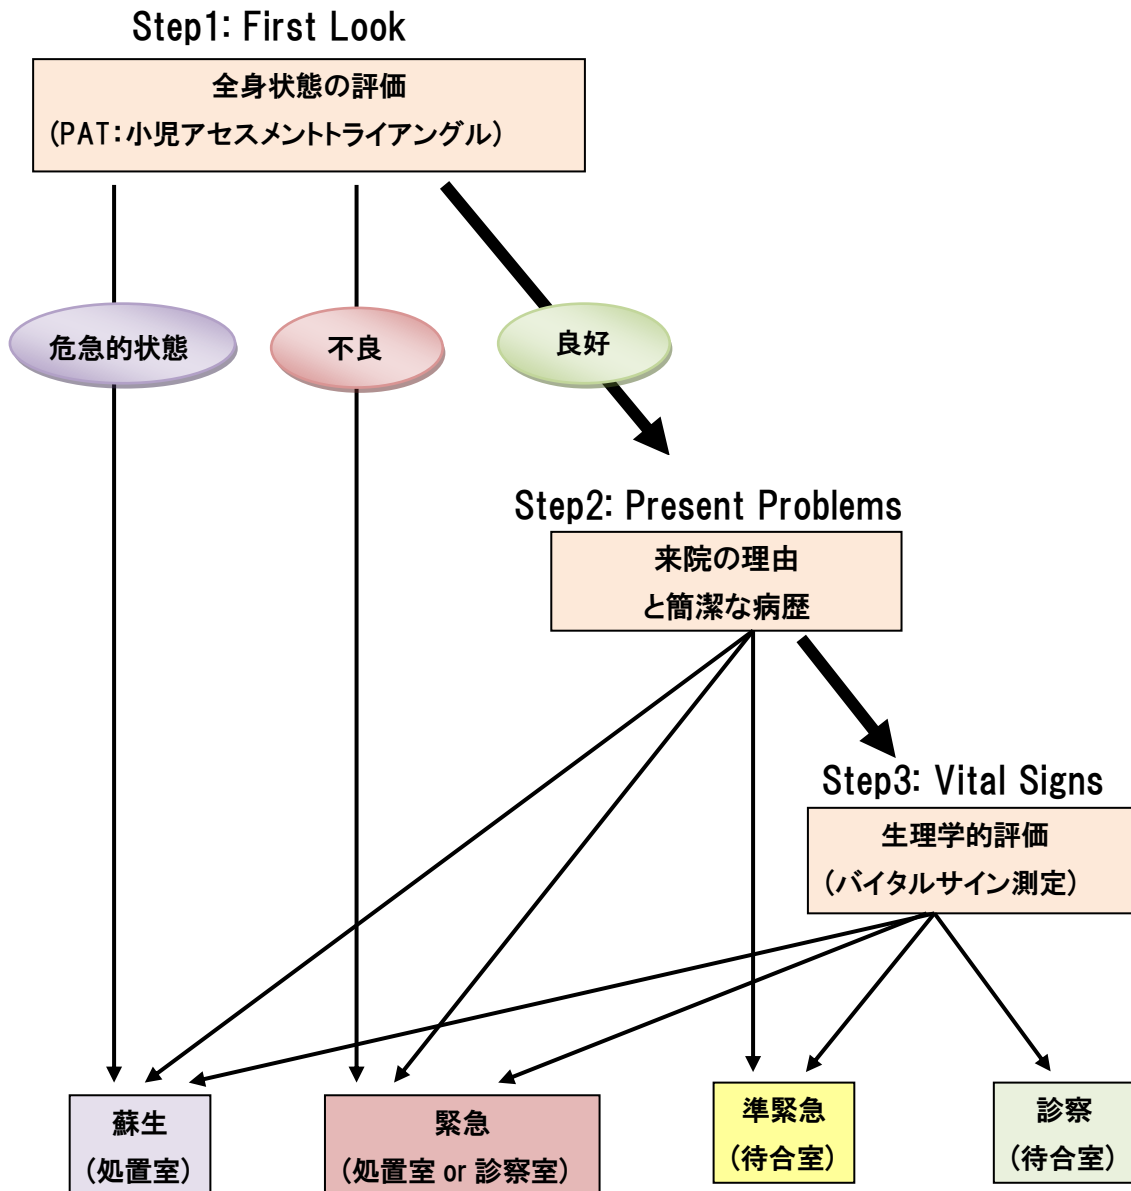 Step1: First Look
全身状態の評価
(PAT:小児アセスメントトライアングル)
危急的状態
不良
良好
Step2: Present Problems
来院の理由
と簡潔な病歴
Step3: Vital Signs
生理学的評価
(バイタルサイン測定)
蘇生
(処置室)
緊急
(処置室 or 診察室)
準緊急
(待合室)
診察
(待合室)